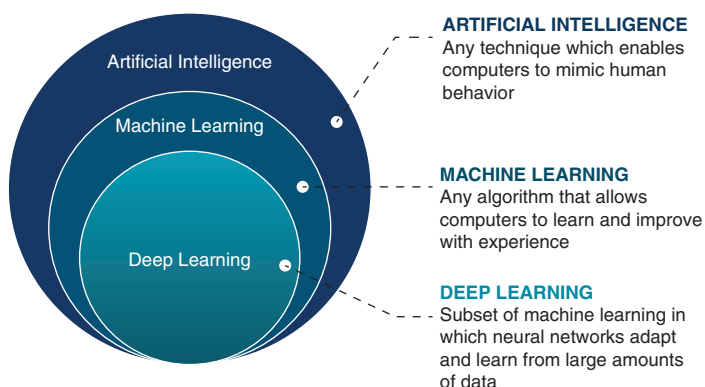 Artificial Intelligence
Machine Learning
Deep Learning
ARTIFICIAL INTELLIGENCE
Any technique which enables
computers to mimic human
behavior
MACHINE LEARNING
Any algorithm that allows
computers to learn and improve
with experience
DEEP LEARNING
Subset of machine learning in
which neural networks adapt
and learn from large amounts
of data